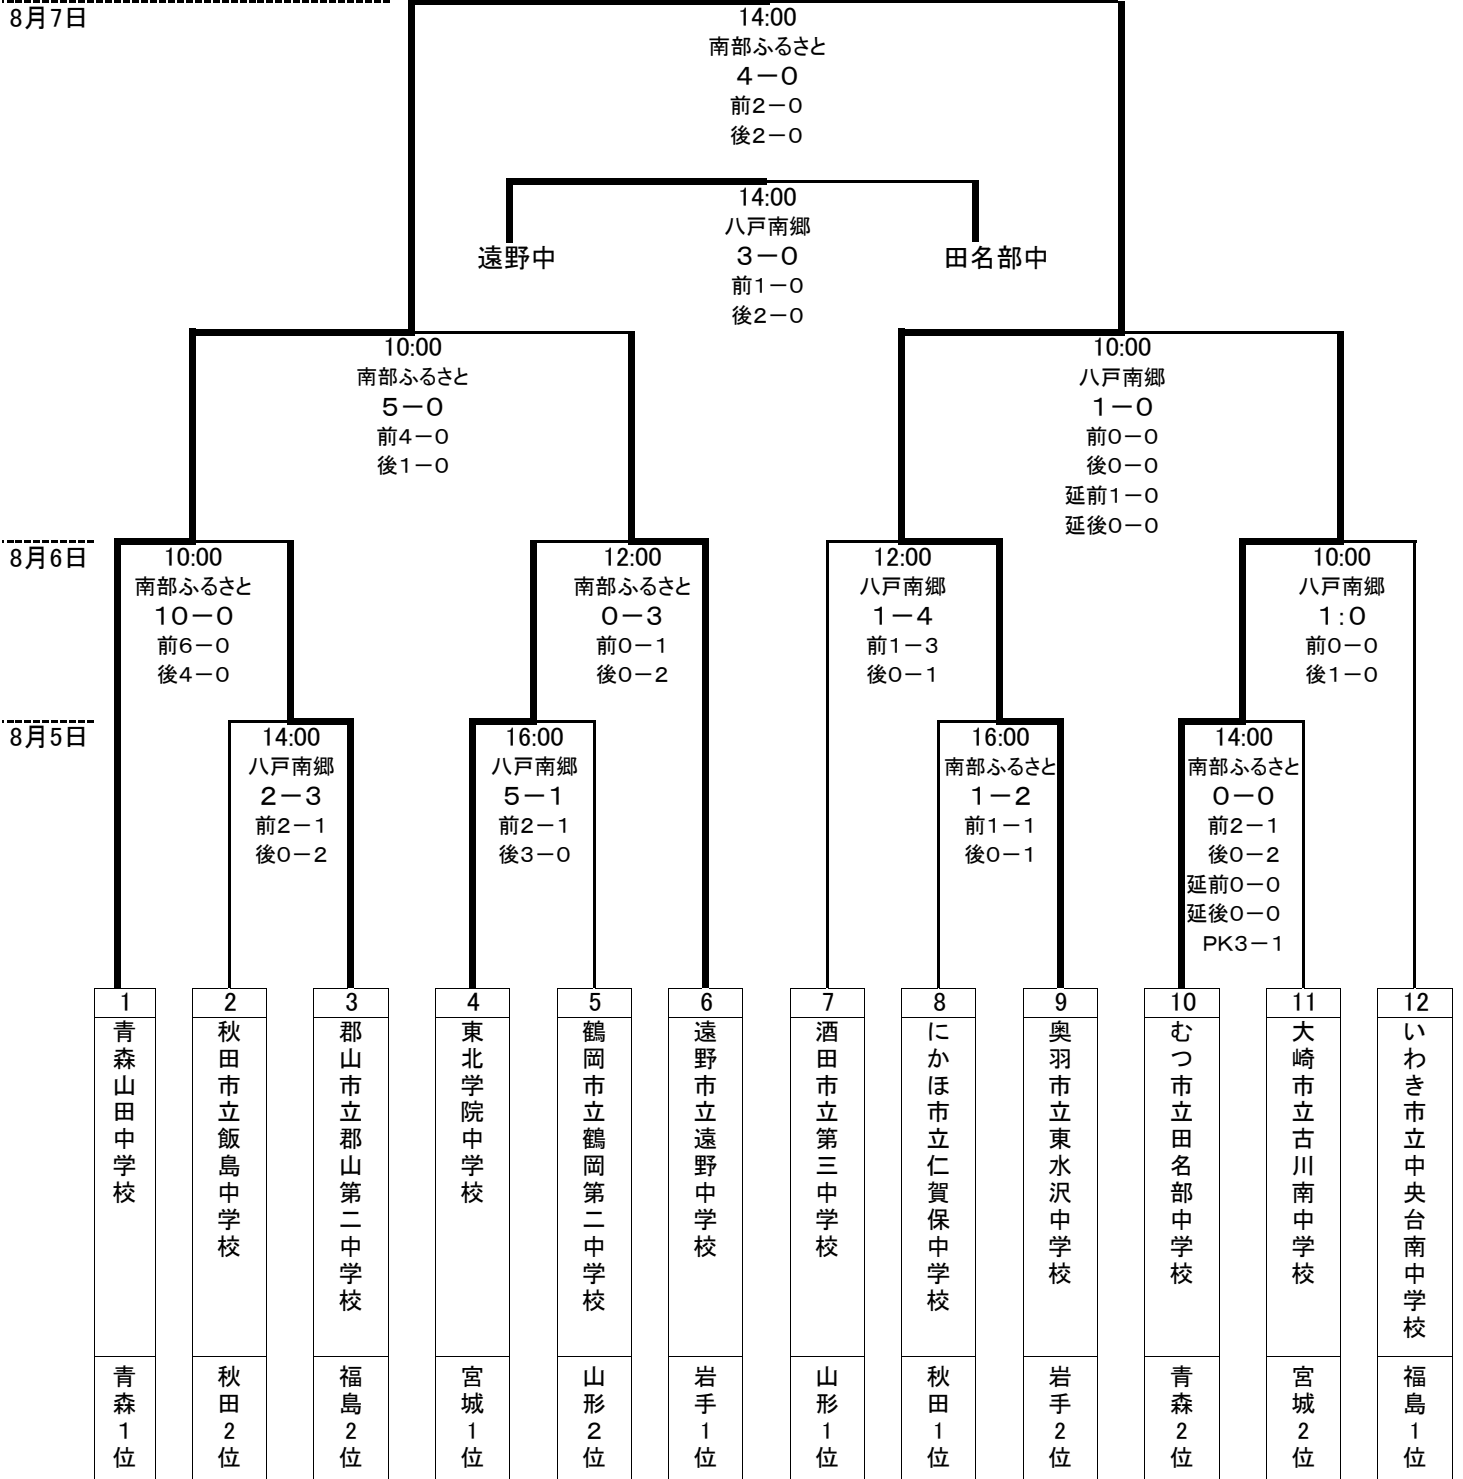 8月7日
14:00
南部ふるさと
4－0
前2－0
後2－0
14:00
八戸南郷
3－0
前1－0
後2－0
遠野中
田名部中
10:00
南部ふるさと
5－0
前4－0
後1－0
10:00
八戸南郷
1－0
前0－0
後0－0
延前1－0
延後0－0
8月6日
10:00
南部ふるさと
10－0
前6－0
後4－0
12:00
南部ふるさと
0－3
前0－1
後0－2
12:00
八戸南郷
1－4
前1－3
後0－1
10:00
八戸南郷
1:0
前0－0
後1－0
8月5日
14:00
八戸南郷
2－3
前2－1
後0－2
16:00
八戸南郷
5－1
前2－1
後3－0
16:00
南部ふるさと
1－2
前1－1
後0－1
14:00
南部ふるさと
0－0
前2－1
後0－2
延前0－0
延後0－0
PK3－1
1
青森山田中学校
青森1位
2
秋田市立飯島中学校
秋田2位
3
郡山市立郡山第二中学校
福島2位
4
東北学院中学校
宮城1位
5
鶴岡市立鶴岡第二中学校
山形2位
6
遠野市立遠野中学校
岩手1位
7
酒田市立第三中学校
山形1位
8
にかほ市立仁賀保中学校
秋田1位
9
奥羽市立東水沢中学校
岩手2位
10
むつ市立田名部中学校
青森2位
11
大崎市立古川南中学校
宮城2位
12
いわき市立中央台南中学校
福島1位